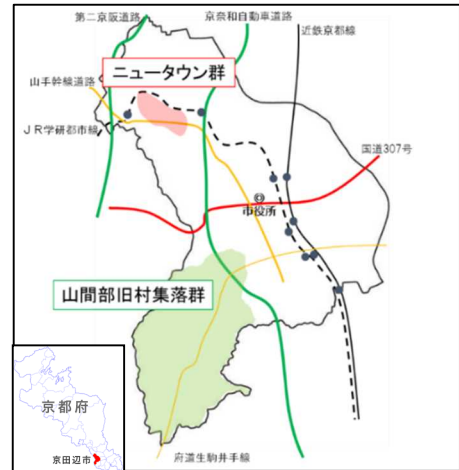 第二京阪道路
京奈和自動車道路
近鉄京都線
ニュータウン群
山手幹線道路
JR学研都市線
国道307号
市役所
山間部旧村集落群
京都府
京田辺市
府道生駒井手線